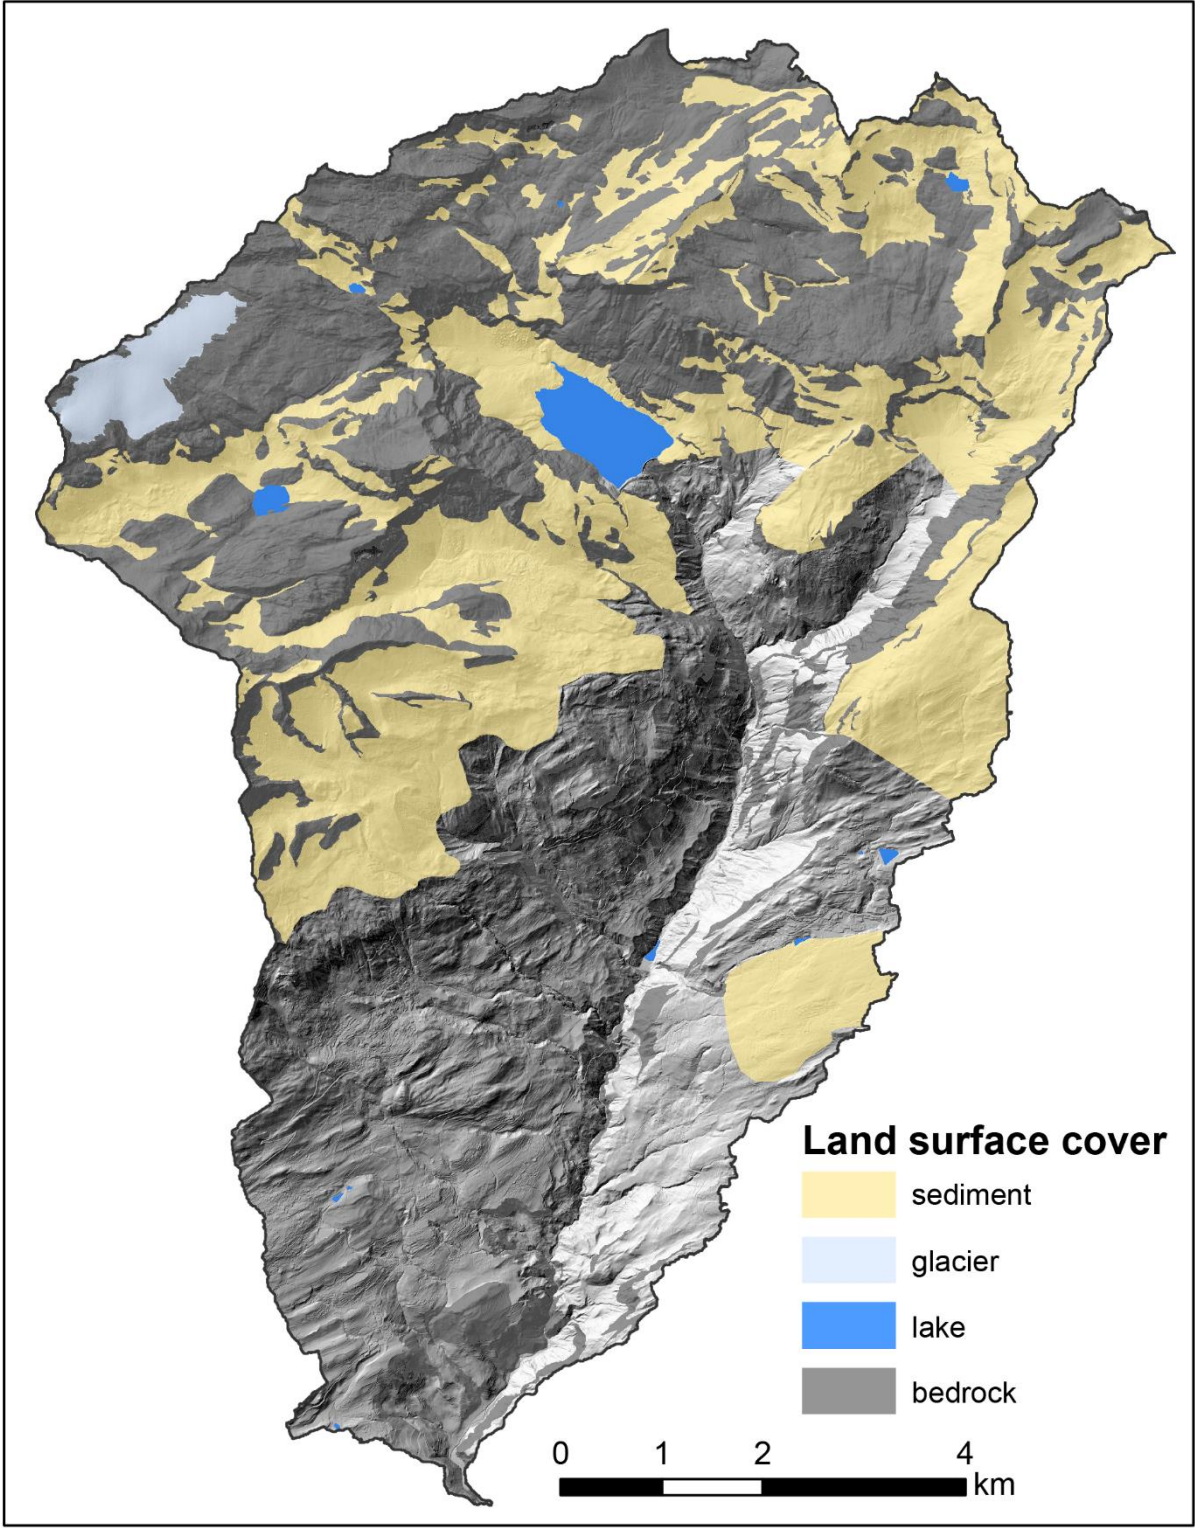 Land surface cover
sediment
glacier
lake
bedrock
0 1 2 4
km